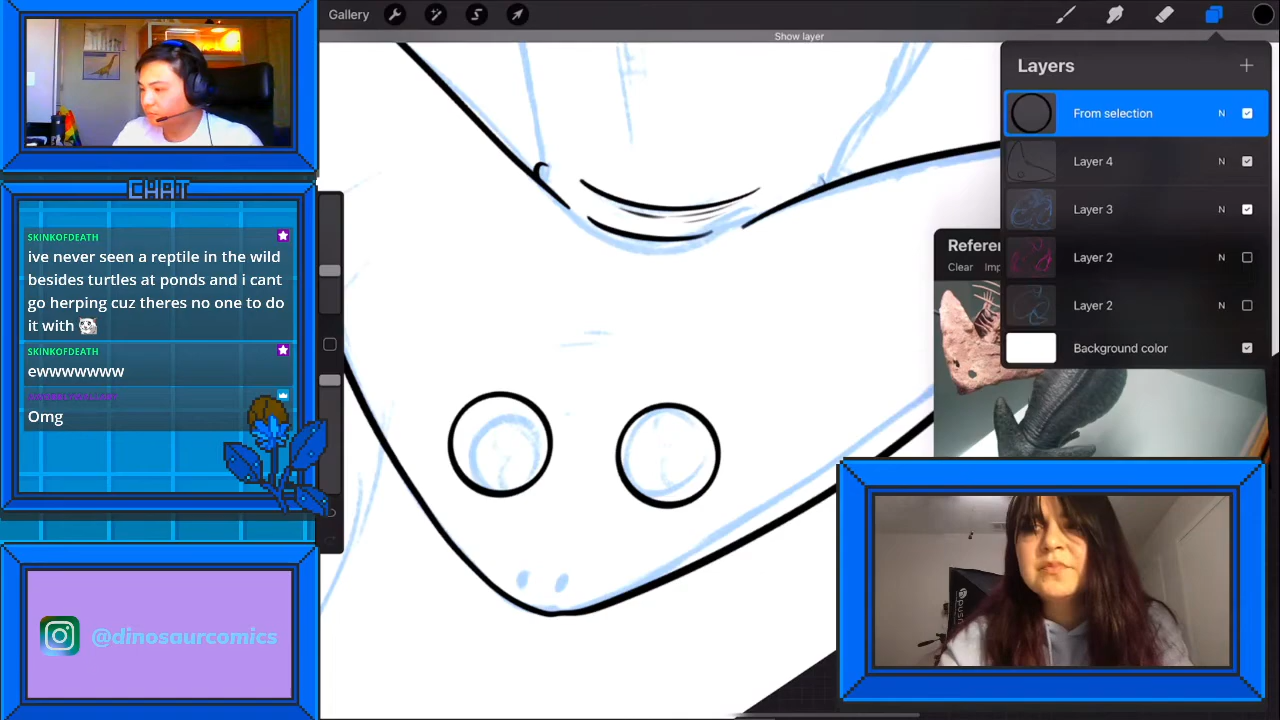 Gallery
Show layer
Layers
From selection
N
Layer 4
N
Layer 3
N
Layer 2
N
Layer 2
N
Background color
Clear
CHAT
SKINKOFDEATH
ive never seen a reptile in the wild
besides turtles at ponds and i cant
go herping cuz theres no one to do
it with
SKINKOFDEATH
ewwwwwww
Omg
@dinosaurcomics